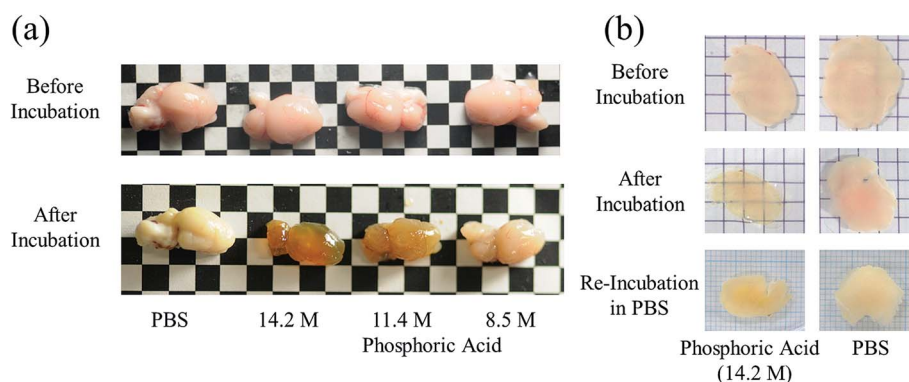 (a)
Before
Incubation
After
Incubation
PBS
14.2 M
11.4 M
8.5 M
Phosphoric Acid
(b)
Before
Incubation
After
Incubation
Re-Incubation
in PBS
Phosphoric Acid
(14.2 M)
PBS